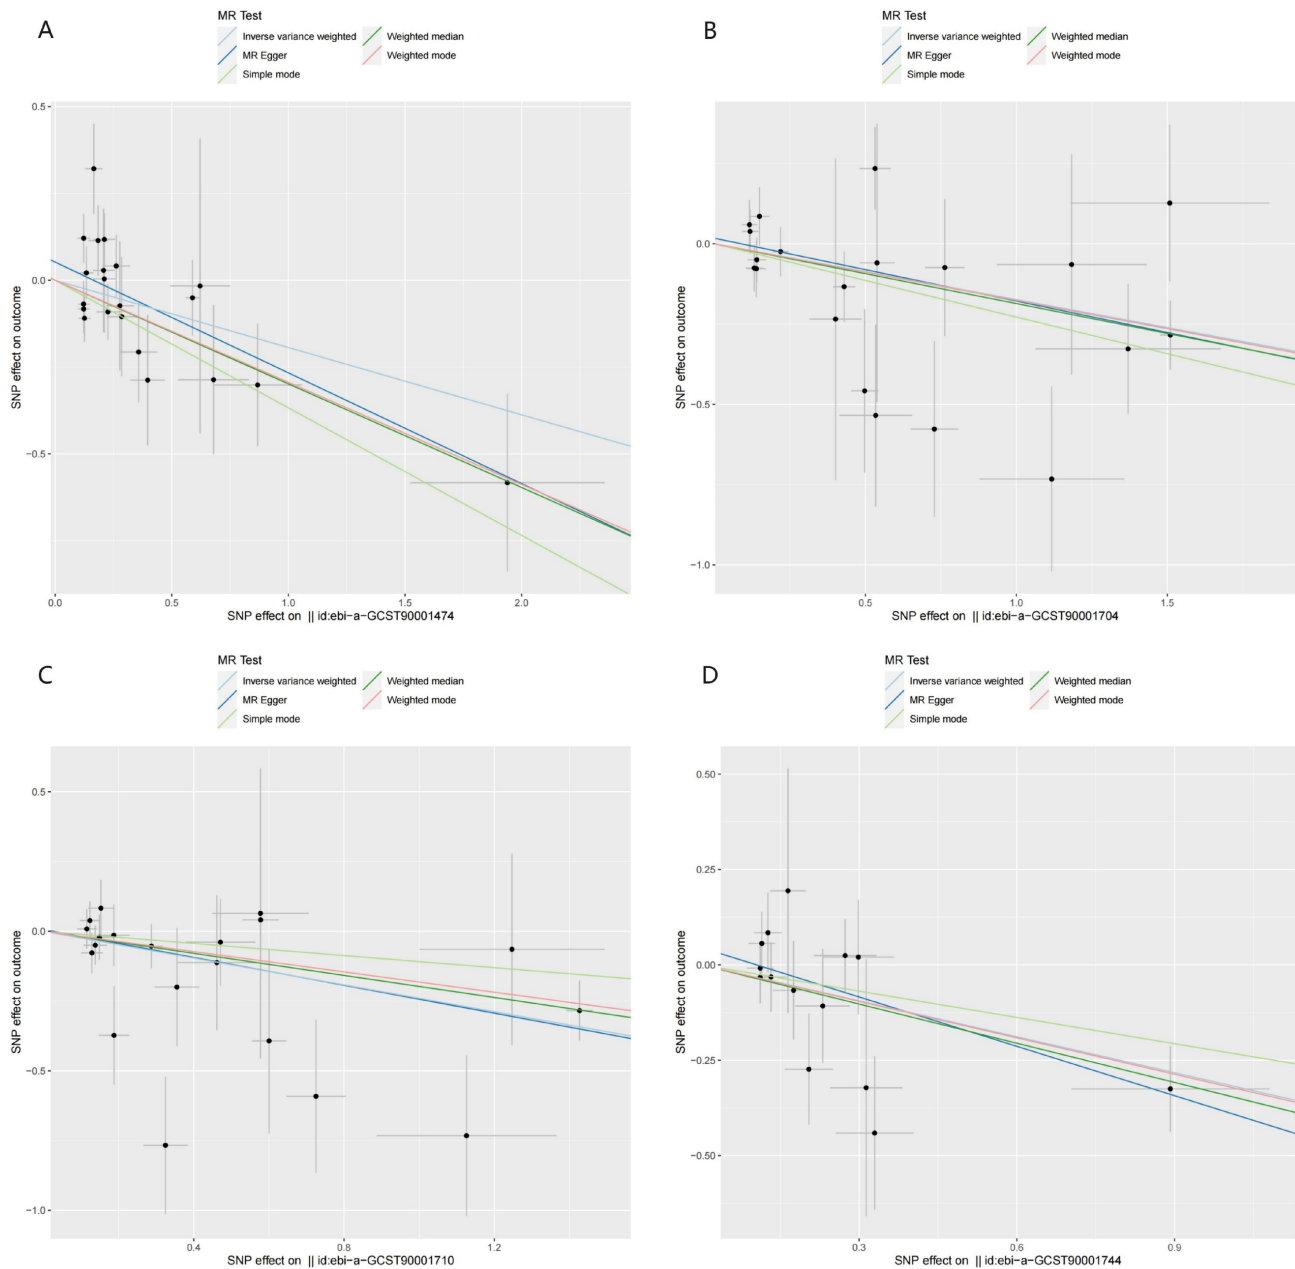 A
MR Test
Inverse variance weighted
Weighted median
MR Egger
Weighted mode
Simple mode
0.5
0.0
−0.5
SNP effect on outcome
0.0 0.5 1.0 1.5 2.0
SNP effect on || id:ebi−a−GCST90001474
B
MR Test
Inverse variance weighted
Weighted median
MR Egger
Weighted mode
Simple mode
0.0
−0.5
−1.0
SNP effect on outcome
0.5 1.0 1.5
SNP effect on || id:ebi−a−GCST90001704
C
MR Test
Inverse variance weighted
Weighted median
MR Egger
Weighted mode
Simple mode
0.5
0.0
−0.5
−1.0
SNP effect on outcome
0.4 0.8 1.2
SNP effect on || id:ebi−a−GCST90001710
D
MR Test
Inverse variance weighted
Weighted median
MR Egger
Weighted mode
Simple mode
0.50
0.25
0.00
−0.25
−0.50
SNP effect on outcome
0.3 0.6 0.9
SNP effect on || id:ebi−a−GCST90001744